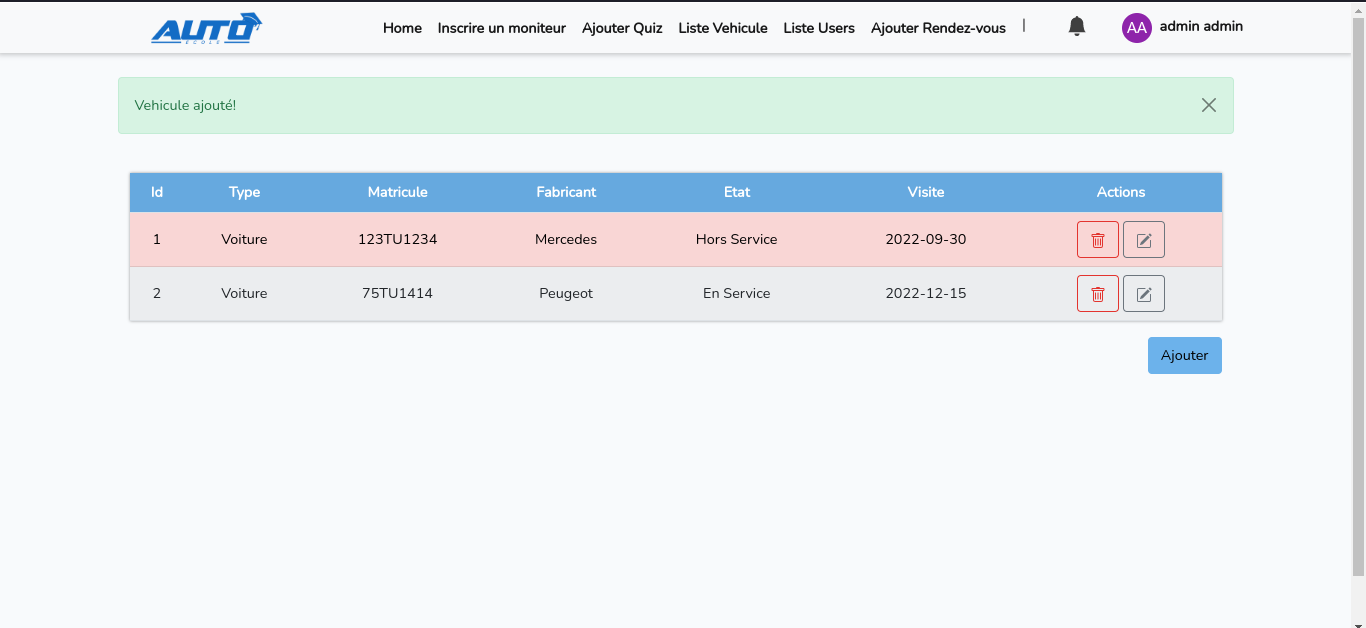 AUTO
ECOLE
Home Inscrire un moniteur Ajouter Quiz Liste Vehicule Liste Users Ajouter Rendez-vous | AA admin admin
Vehicule ajouté!
Id Type Matricule Fabricant Etat Visite Actions
1 Voiture 123TU1234 Mercedes Hors Service 2022-09-30
2 Voiture 75TU1414 Peugeot En Service 2022-12-15
Ajouter